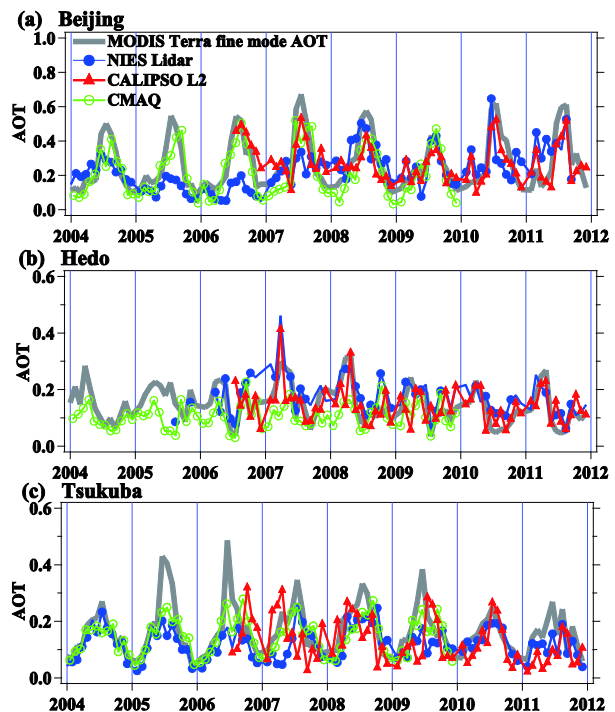 (a) Beijing
1.0
0.8
0.6
0.4
0.2
0.0
AOT
MODIS Terra fine mode AOT
NIES Lidar
CALIPSO L2
CMAQ
2004 2005 2006 2007 2008 2009 2010 2011 2012
(b) Hedo
0.6
0.4
0.2
0.0
AOT
2004 2005 2006 2007 2008 2009 2010 2011 2012
(c) Tsukuba
0.6
0.4
0.2
0.0
AOT
2004 2005 2006 2007 2008 2009 2010 2011 2012